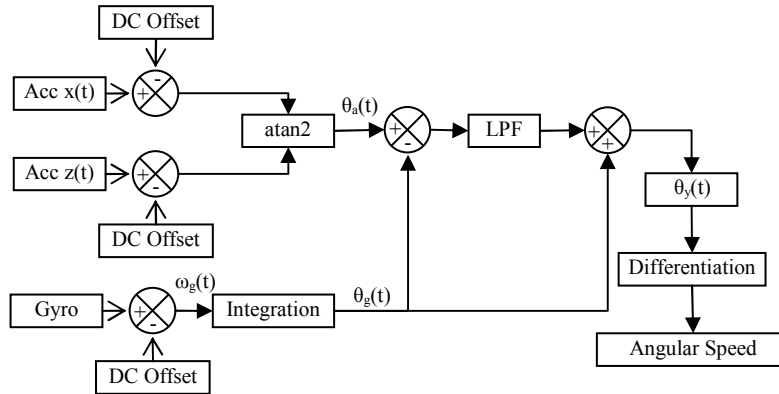 DC Offset
-
Acc x(t)
+
θa(t)
atan2
+
-
LPF
+
+
Acc z(t)
+
-
θy(t)
DC Offset
Differentiation
ωg(t)
Gyro
+
-
Integration
θg(t)
Angular Speed
DC Offset